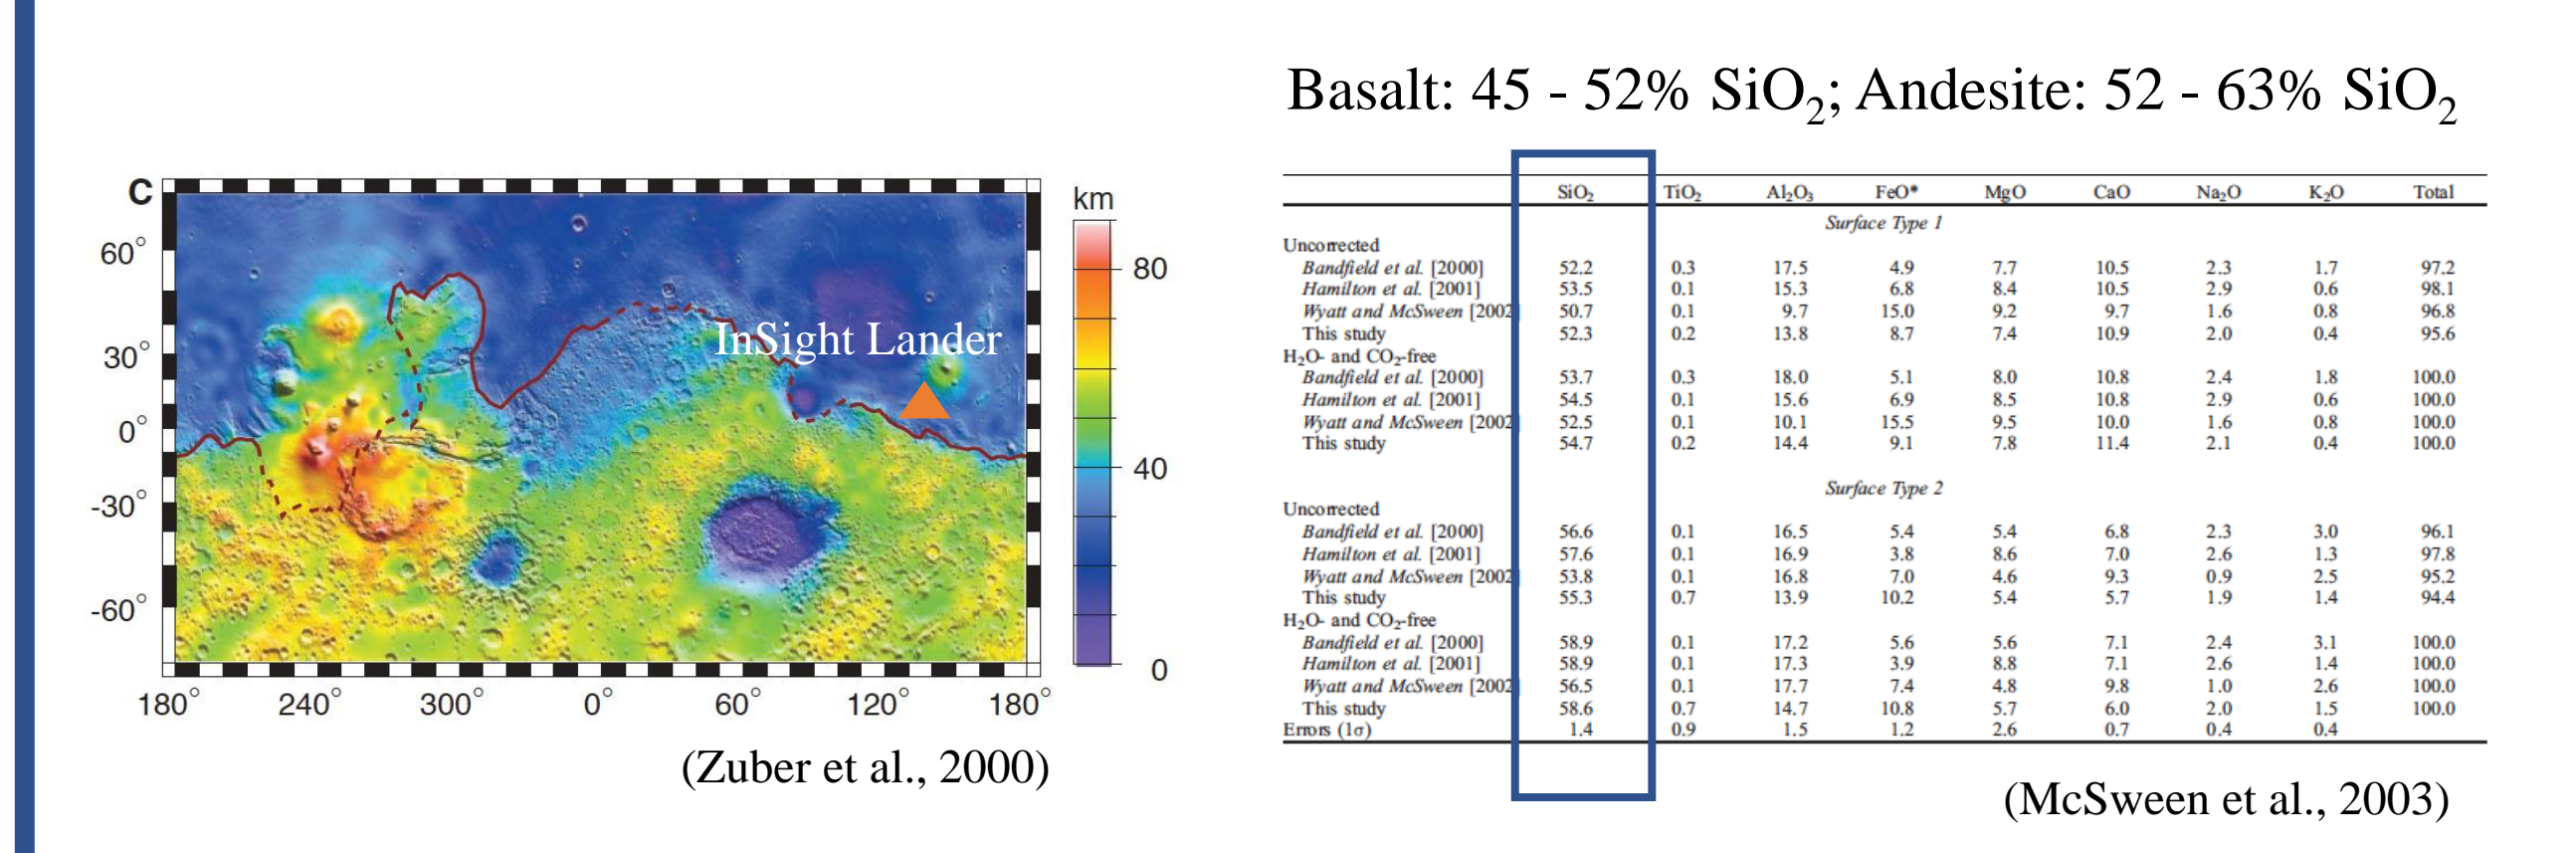 Basalt: 45 - 52% SiO₂; Andesite: 52 - 63% SiO₂
C
km
60°
30°
0°
-30°
-60°
180° 240° 300° 0° 60° 120° 180°
80
40
0
InSight Lander
(Zuber et al., 2000)
SiO₂ TiO₂ Al₂O₃ FeO* MgO CaO Na₂O K₂O Total
Surface Type 1
Uncorrected
Bandfield et al. [2000] 52.2 0.3 17.5 4.9 7.7 10.5 2.3 1.7 97.2
Hamilton et al. [2001] 53.5 0.1 15.3 6.8 8.4 10.5 2.9 0.6 98.1
Wyatt and McSween [2002 50.7 0.1 9.7 15.0 9.2 9.7 1.6 0.8 96.8
This study 52.3 0.2 13.8 8.7 7.4 10.9 2.0 0.4 95.6
H₂O- and CO₂-free
Bandfield et al. [2000] 53.7 0.3 18.0 5.1 8.0 10.8 2.4 1.8 100.0
Hamilton et al. [2001] 54.5 0.1 15.6 6.9 8.5 10.8 2.9 0.6 100.0
Wyatt and McSween [2002 52.5 0.1 10.1 15.5 9.5 10.0 1.6 0.8 100.0
This study 54.7 0.2 14.4 9.1 7.8 11.4 2.1 0.4 100.0
Surface Type 2
Uncorrected
Bandfield et al. [2000] 56.6 0.1 16.5 5.4 5.4 6.8 2.3 3.0 96.1
Hamilton et al. [2001] 57.6 0.1 16.9 3.8 8.6 7.0 2.6 1.3 97.8
Wyatt and McSween [2002 53.8 0.1 16.8 7.0 4.6 9.3 0.9 2.5 95.2
This study 55.3 0.7 13.9 10.2 5.4 5.7 1.9 1.4 94.4
H₂O- and CO₂-free
Bandfield et al. [2000] 58.9 0.1 17.2 5.6 5.6 7.1 2.4 3.1 100.0
Hamilton et al. [2001] 58.9 0.1 17.3 3.9 8.8 7.1 2.6 1.4 100.0
Wyatt and McSween [2002 56.5 0.1 17.7 7.4 4.8 9.8 1.0 2.6 100.0
This study 58.6 0.7 14.7 10.8 5.7 6.0 2.0 1.5 100.0
Errors (1σ) 1.4 0.9 1.5 1.2 2.6 0.7 0.4 0.4
(McSween et al., 2003)